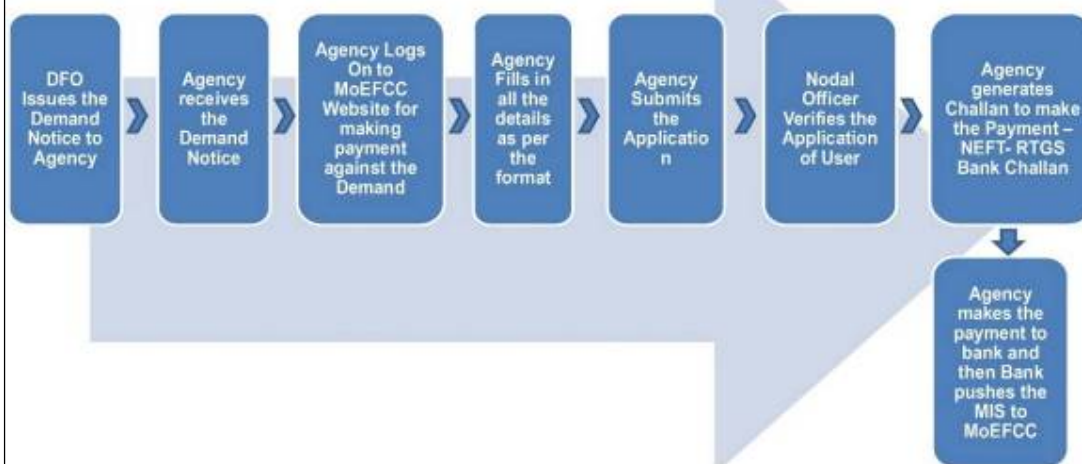 DFO
Issues the
Demand
Notice to
Agency
Agency
receives
the
Demand
Notice
Agency Logs
On to
MoEFCC
Website for
making
payment
against the
Demand
Agency
Fills in
all the
details
as per
the
format
Agency
Submits
the
Applicatio
n
Nodal
Officer
Verifies the
Application
of User
Agency
generates
Challan to make
the Payment –
NEFT- RTGS
Bank Challan
Agency
makes the
payment to
bank and
then Bank
pushes the
MIS to
MoEFCC